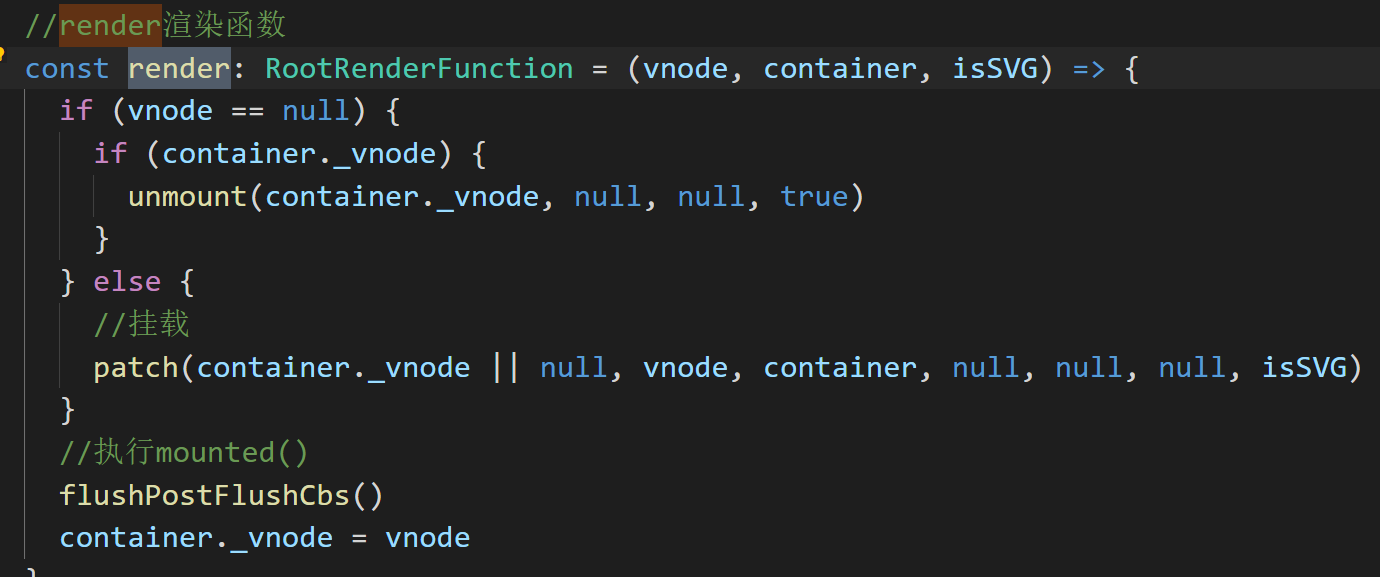 //render渲染函数
const render: RootRenderFunction = (vnode, container, isSVG) => {
if (vnode == null) {
if (container._vnode) {
unmount(container._vnode, null, null, true)
}
} else {
//挂载
patch(container._vnode || null, vnode, container, null, null, null, isSVG)
}
//执行mounted()
flushPostFlushCbs()
container._vnode = vnode
}